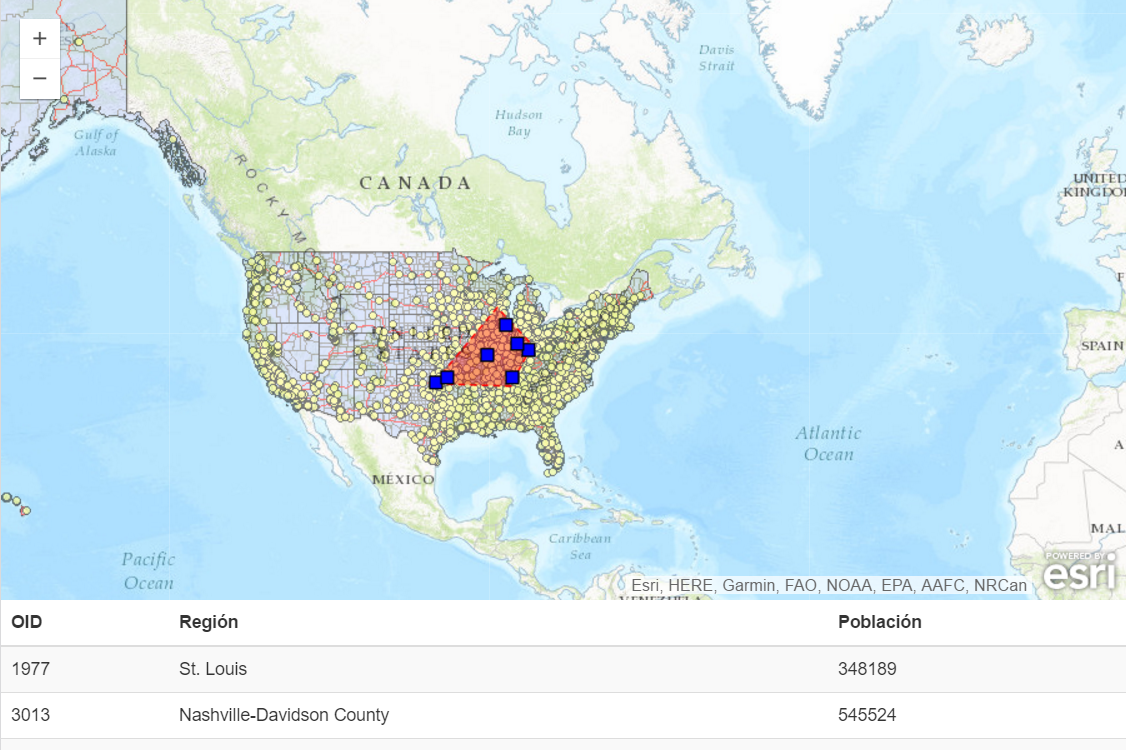 +
−
Davis
Strait
Gulf of
Alaska
Hudson
Bay
CANADA
ROCKY M
UNITED
KINGDO
SPAIN
Atlantic
Ocean
MÉXICO
Caribbean
Sea
Pacific
Ocean
MAL
VENEZUELA
POWERED BY
esri
Esri, HERE, Garmin, FAO, NOAA, EPA, AAFC, NRCan
OID Región Población
1977 St. Louis 348189
3013 Nashville-Davidson County 545524